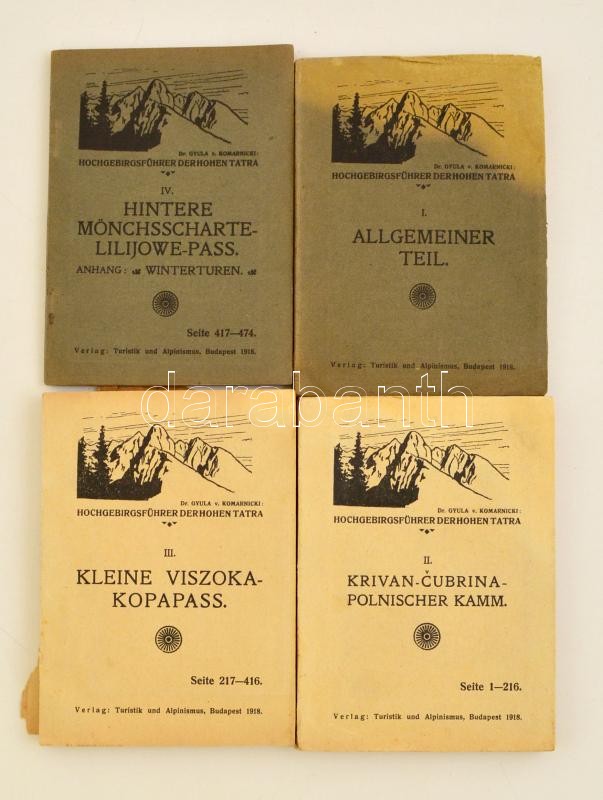 Dr. GYULA v. KOMARNICKI:
HOCHGEBIRGSFÜHRER DER HOHEN TATRA
IV.
HINTERE
MÖNCHSSCHARTE-
LILIJOWE-PASS.
ANHANG: WINTERTUREN.
Seite 417—474.
Verlag: Turistik und Alpinismus, Budapest 1918.
Dr. GYULA v. KOMARNICKI:
HOCHGEBIRGSFÜHRER DER HOHEN TATRA
I.
ALLGEMEINER
TEIL.
Verlag: Turistik und Alpinismus, Budapest 1918.
darabanth
Dr. GYULA v. KOMARNICKI:
HOCHGEBIRGSFÜHRER DER HOHEN TATRA
III.
KLEINE VISZOKA-
KOPAPASS.
Seite 217—416.
Verlag: Turistik und Alpinismus, Budapest 1918.
Dr. GYULA v. KOMARNICKI:
HOCHGEBIRGSFÜHRER DER HOHEN TATRA
II.
KRIVAN-ČUBRINA-
POLNISCHER KAMM.
Seite 1—216.
Verlag: Turistik und Alpinismus, Budapest 1918.